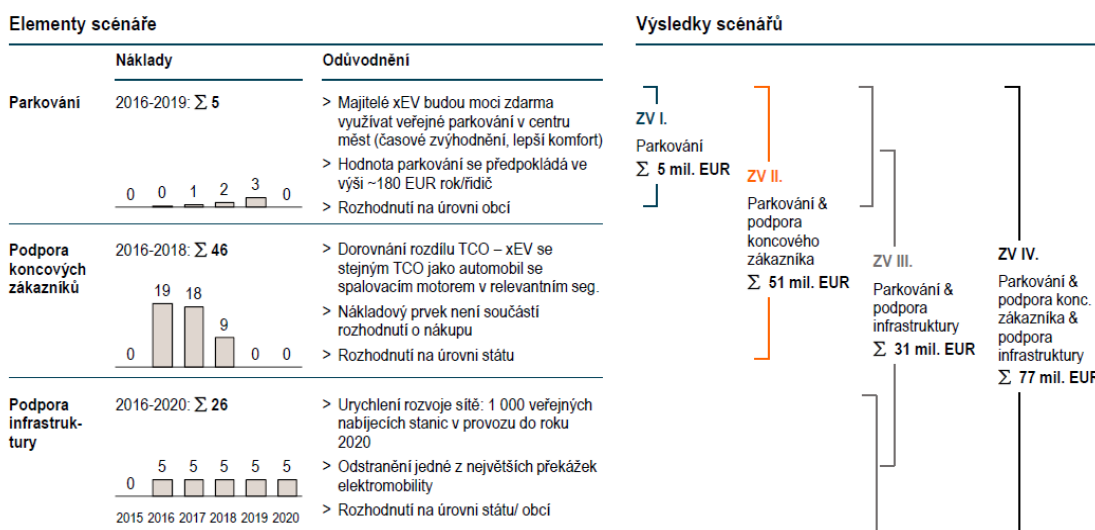 Elementy scénáře
Náklady
Odůvodnění
Parkování
2016-2019: Σ 5
0 0 1 2 3 0
> Majitelé xEV budou moci zdarma
využívat veřejné parkování v centru
měst (časové zvýhodnění, lepší komfort)
> Hodnota parkování se předpokládá ve
výši ~180 EUR rok/řidič
> Rozhodnutí na úrovni obcí
Podpora
koncových
zákazníků
2016-2018: Σ 46
0 19 18 9 0 0
> Dorovnání rozdílu TCO – xEV se
stejným TCO jako automobil se
spalovacím motorem v relevantním seg.
> Nákladový prvek není součástí
rozhodnutí o nákupu
> Rozhodnutí na úrovni státu
Podpora
infrastruk-
tury
2016-2020: Σ 26
0 5 5 5 5 5
2015 2016 2017 2018 2019 2020
> Urychlení rozvoje sítě: 1 000 veřejných
nabíjecích stanic v provozu do roku
2020
> Odstranění jedné z největších překážek
elektromobility
> Rozhodnutí na úrovni státu/ obcí
Výsledky scénářů
ZV I.
Parkování
Σ 5 mil. EUR
ZV II.
Parkování &
podpora
koncového
zákazníka
Σ 51 mil. EUR
ZV III.
Parkování &
podpora
infrastruktury
Σ 31 mil. EUR
ZV IV.
Parkování &
podpora konc.
zákazníka &
podpora
infrastruktury
Σ 77 mil. EUR